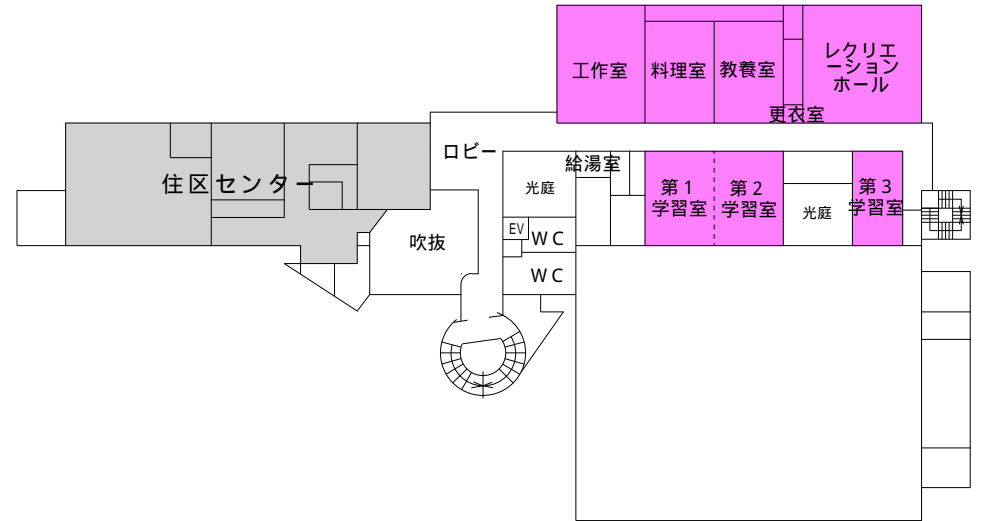 工作室
料理室
教養室
レクリエ
ーション
ホール
更衣室
ロビー
給湯室
住区センター
光庭
第1
学習室
第2
学習室
光庭
第3
学習室
吹抜
EV
WC
WC